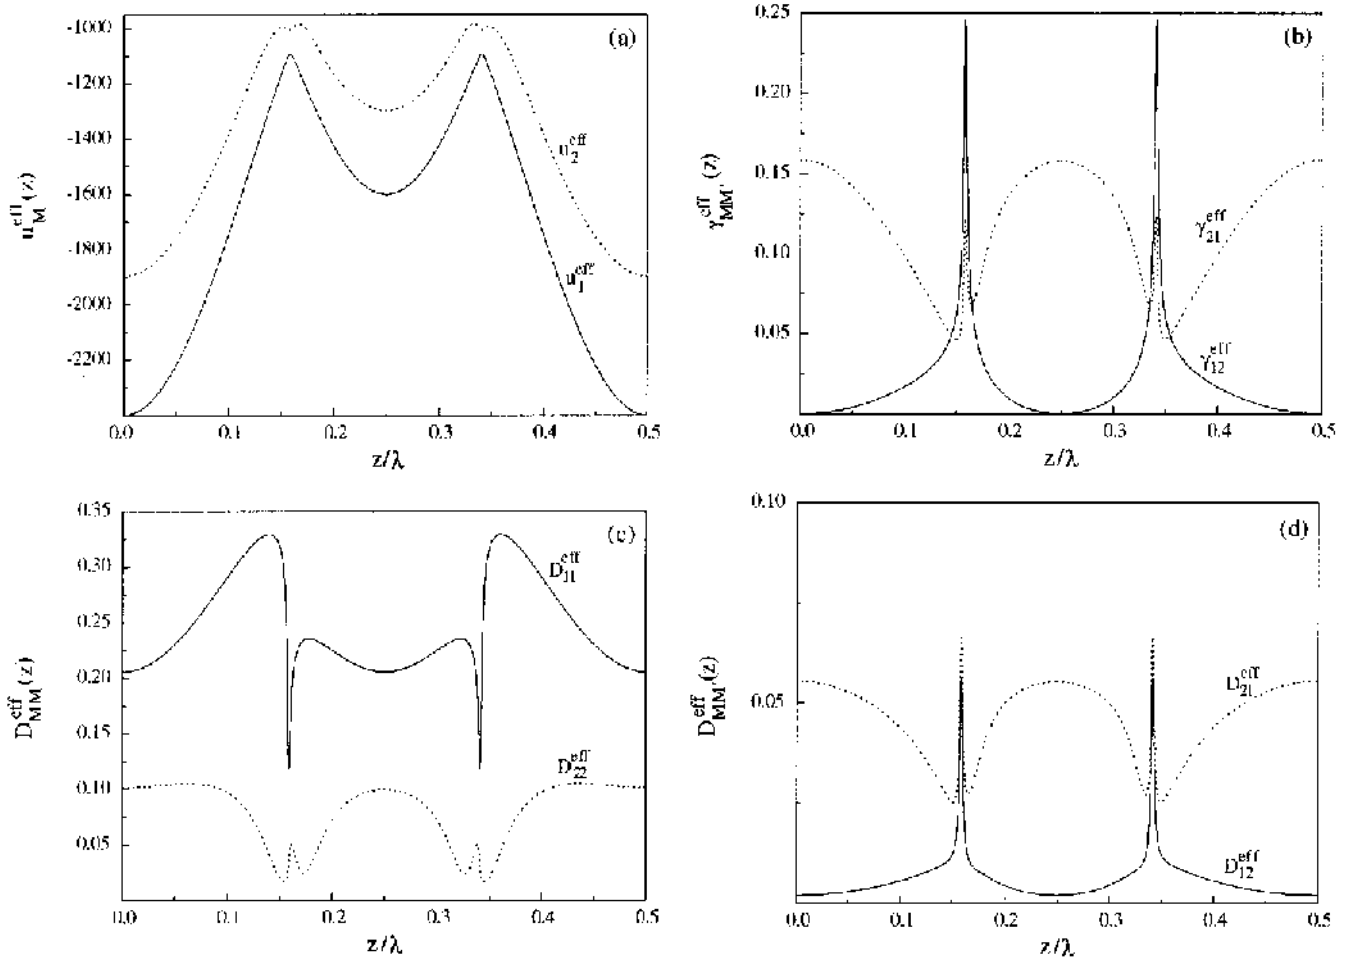 (a)
-1000
-1200
-1400
-1600
-1800
-2000
-2200
u_M^eff(z)
u_2^eff
u_1^eff
0.0 0.1 0.2 0.3 0.4 0.5
z/λ
(b)
0.25
0.20
0.15
0.10
0.05
γ_MM'^eff(z)
γ_21^eff
γ_12^eff
0.0 0.1 0.2 0.3 0.4 0.5
z/λ
(c)
0.35
0.30
0.25
0.20
0.15
0.10
0.05
D_MM^eff(z)
D_11^eff
D_22^eff
0.0 0.1 0.2 0.3 0.4 0.5
z/λ
(d)
0.10
0.05
D_MM'^eff(z)
D_21^eff
D_12^eff
0.0 0.1 0.2 0.3 0.4 0.5
z/λ